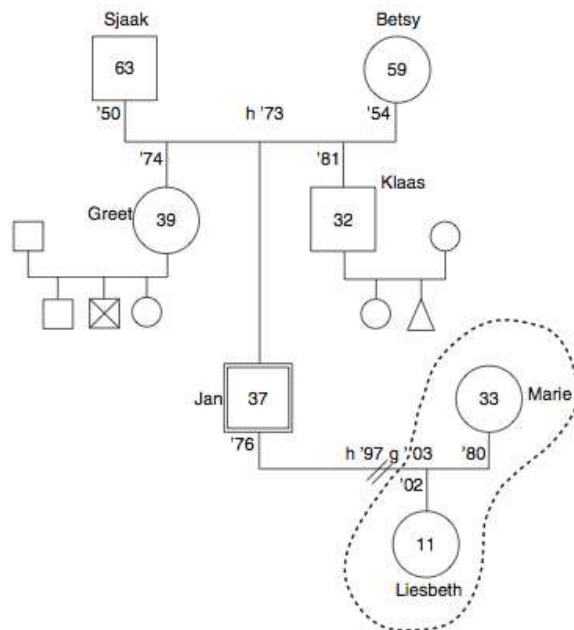 Sjaak
Betsy
63
59
'50
h '73
'54
'74
'81
Klaas
Greet
39
32
Jan
37
33
Marie
'76
h '97 g '03
'80
'02
11
Liesbeth